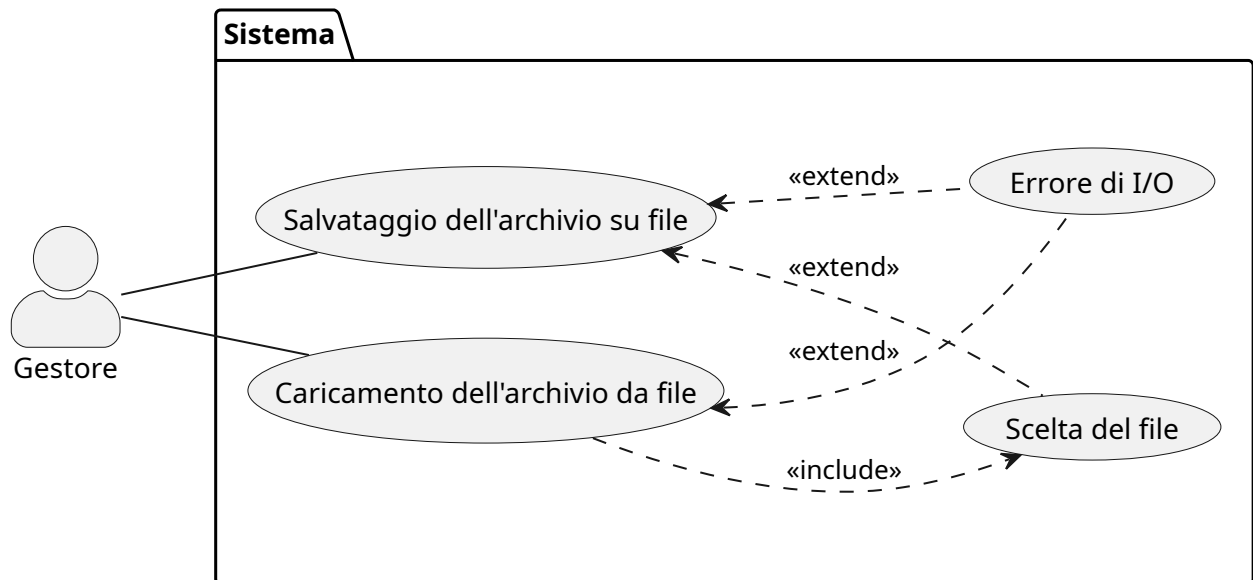 Sistema
Errore di I/O
«extend»
Salvataggio dell'archivio su file
«extend»
Gestore
«extend»
Caricamento dell'archivio da file
Scelta del file
«include»